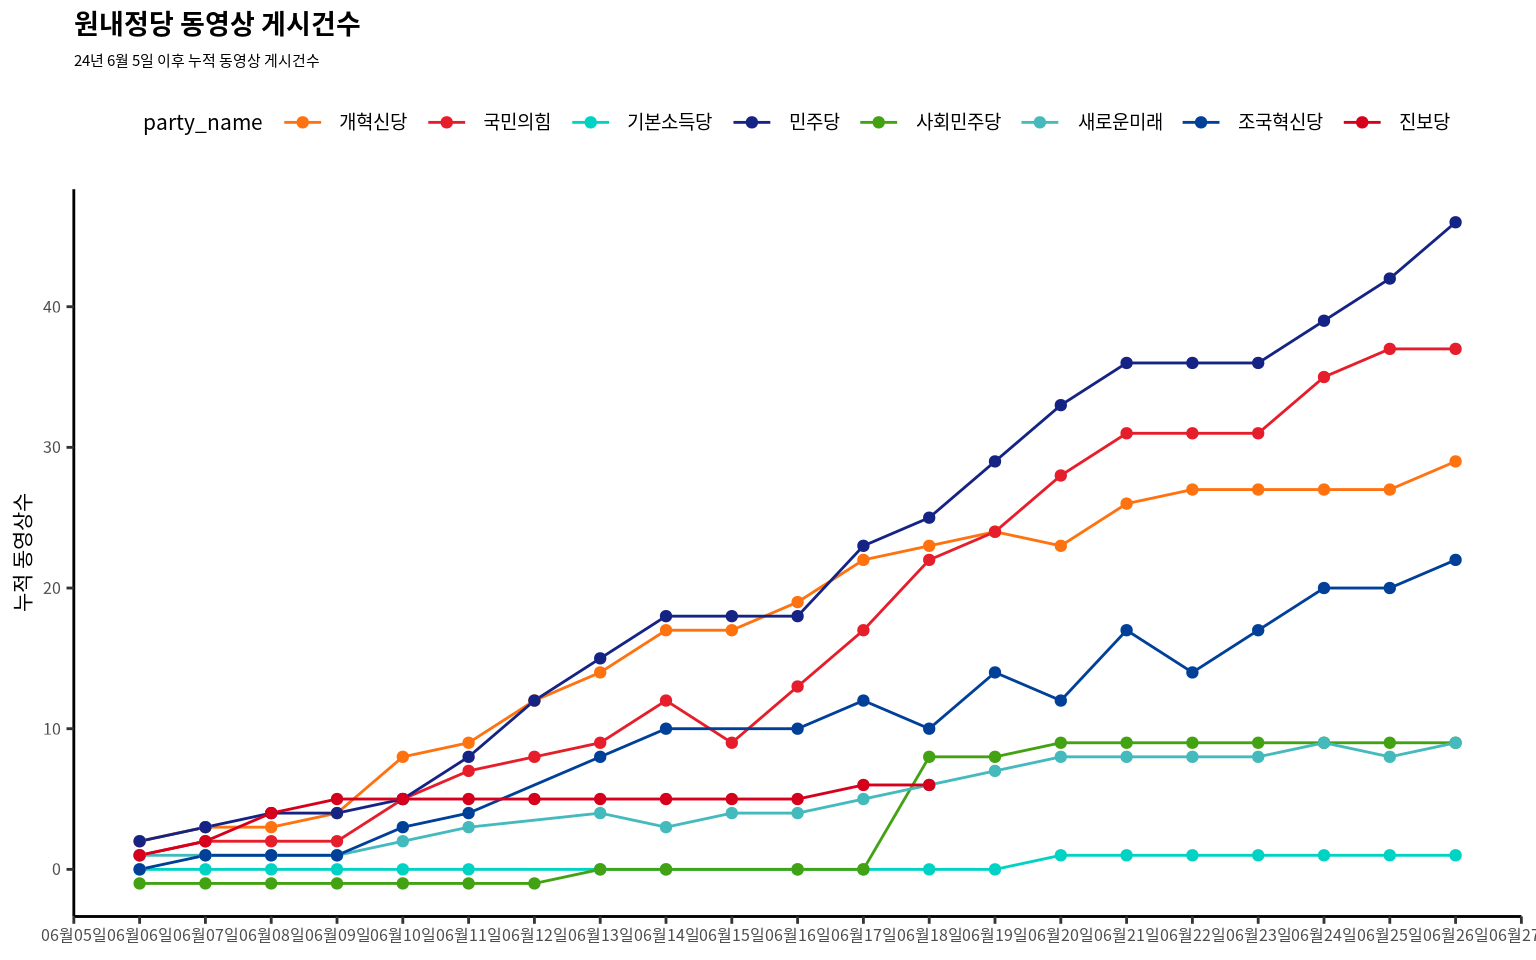 원내정당 동영상 게시건수
24년 6월 5일 이후 누적 동영상 게시건수
party_name 개혁신당 국민의힘 기본소득당 민주당 사회민주당 새로운미래 조국혁신당 진보당
누적 동영상수
40
30
20
10
0
06월05일 06월06일 06월07일 06월08일 06월09일 06월10일 06월11일 06월12일 06월13일 06월14일 06월15일 06월16일 06월17일 06월18일 06월19일 06월20일 06월21일 06월22일 06월23일 06월24일 06월25일 06월26일 06월27